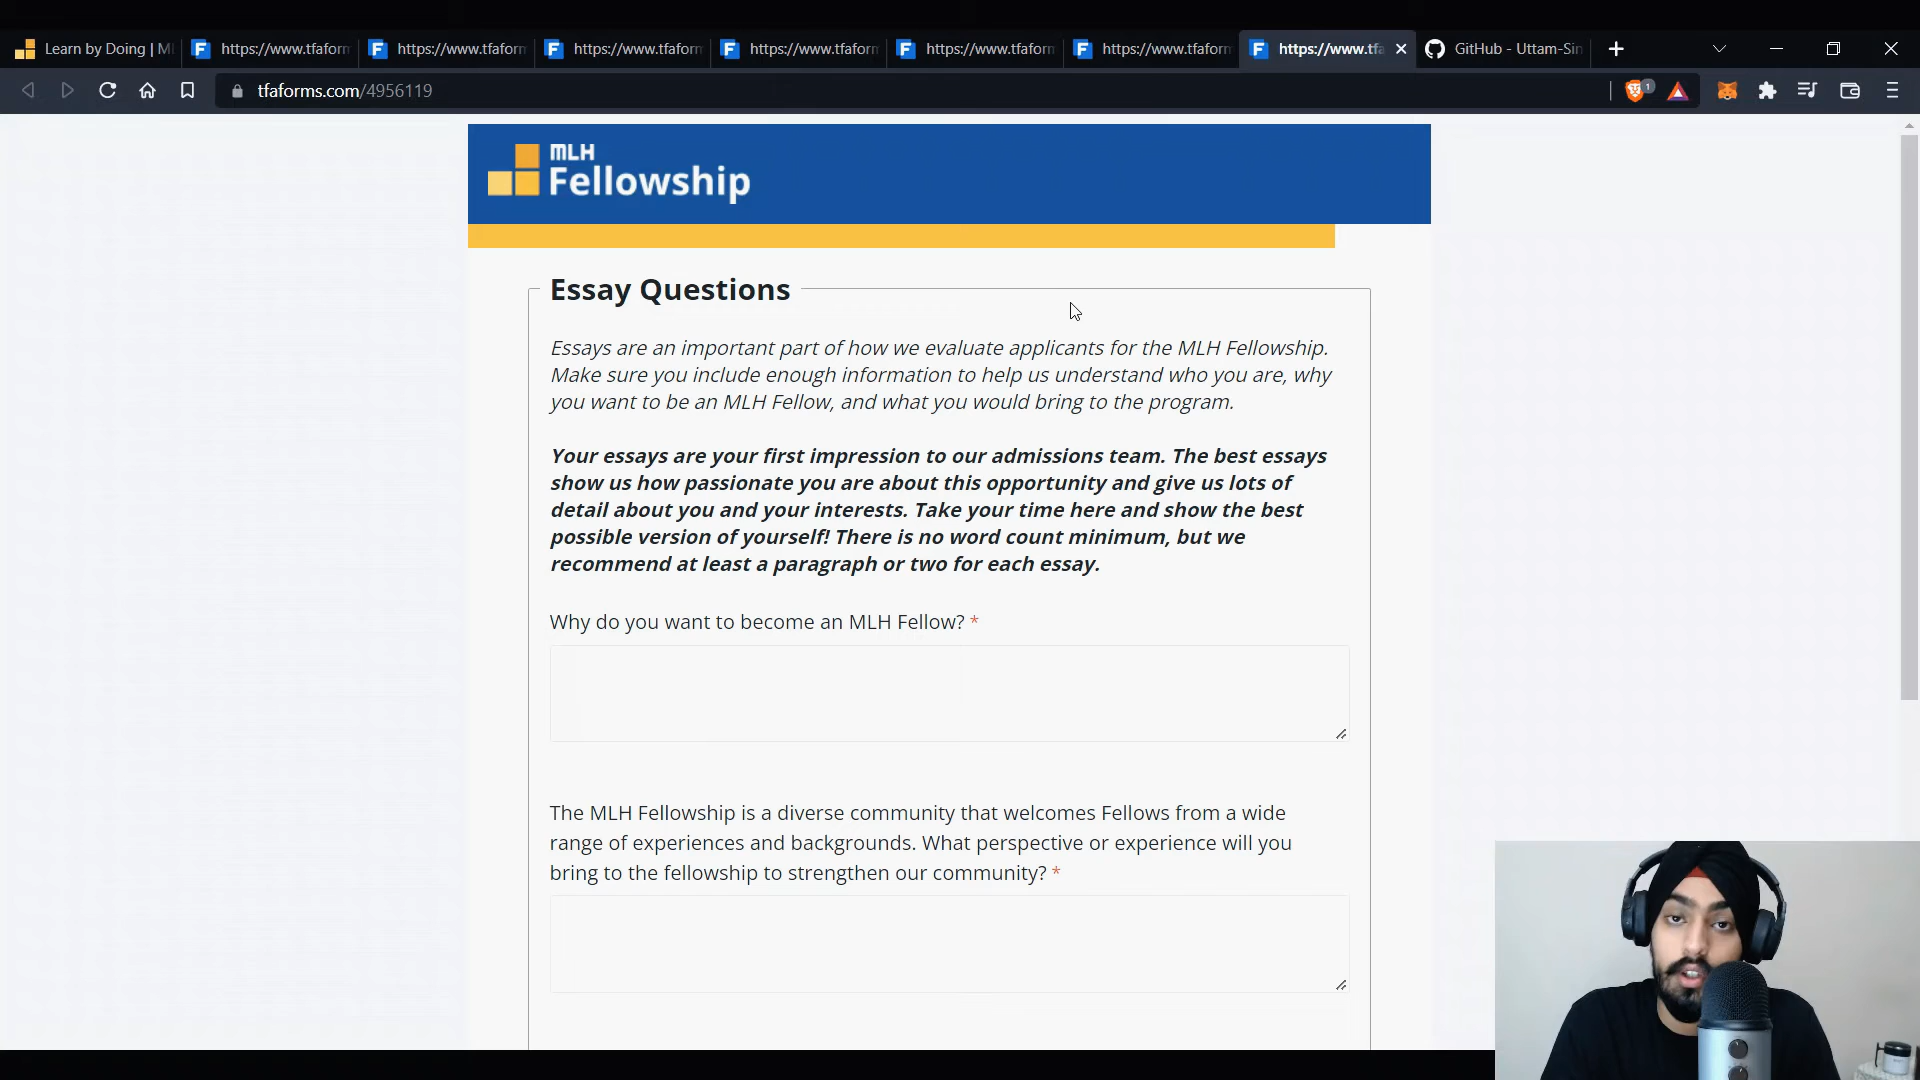 Learn by Doing | Ml
https://www.tfaform
https://www.tfaform
https://www.tfaform
https://www.tfaform
https://www.tfaform
https://www.tfaform
https://www.tfa
GitHub - Uttam-Sin
tfaforms.com/4956119
1
MLH
Fellowship
Essay Questions
Essays are an important part of how we evaluate applicants for the MLH Fellowship.
Make sure you include enough information to help us understand who you are, why
you want to be an MLH Fellow, and what you would bring to the program.
Your essays are your first impression to our admissions team. The best essays
show us how passionate you are about this opportunity and give us lots of
detail about you and your interests. Take your time here and show the best
possible version of yourself! There is no word count minimum, but we
recommend at least a paragraph or two for each essay.
Why do you want to become an MLH Fellow? *
The MLH Fellowship is a diverse community that welcomes Fellows from a wide
range of experiences and backgrounds. What perspective or experience will you
bring to the fellowship to strengthen our community? *